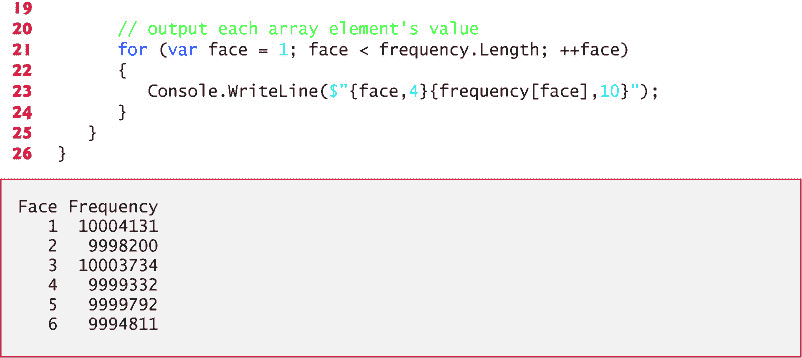 19
20 // output each array element's value
21 for (var face = 1; face < frequency.Length; ++face)
22 {
23 Console.WriteLine($"{face,4}{frequency[face],10}");
24 }
25 }
26 }
Face Frequency
1 10004131
2 9998200
3 10003734
4 9999332
5 9999792
6 9994811